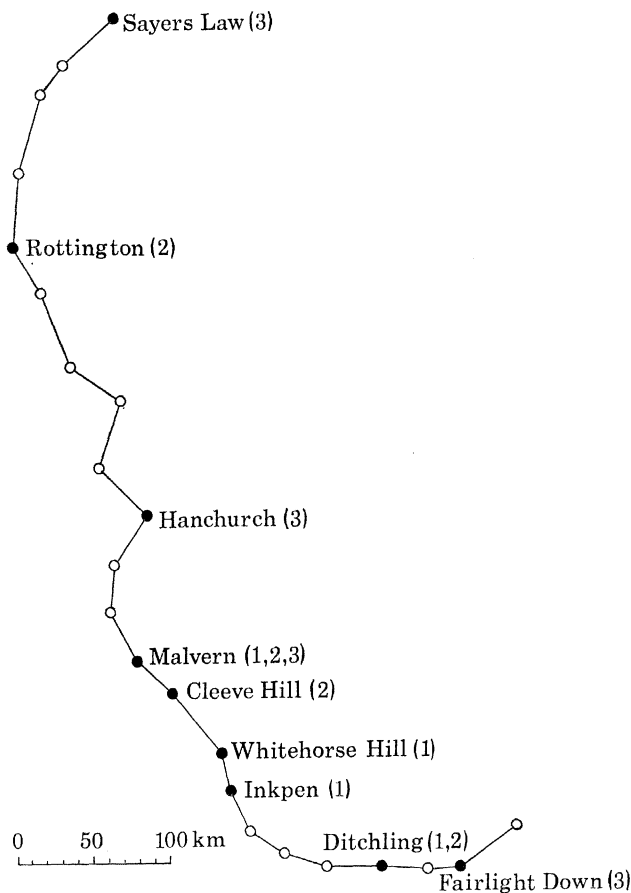 Sayers Law (3)
Rottington (2)
Hanchurch (3)
Malvern (1,2,3)
Cleeve Hill (2)
Whitehorse Hill (1)
Inkpen (1)
0 50 100 km
Ditchling (1,2)
Fairlight Down (3)